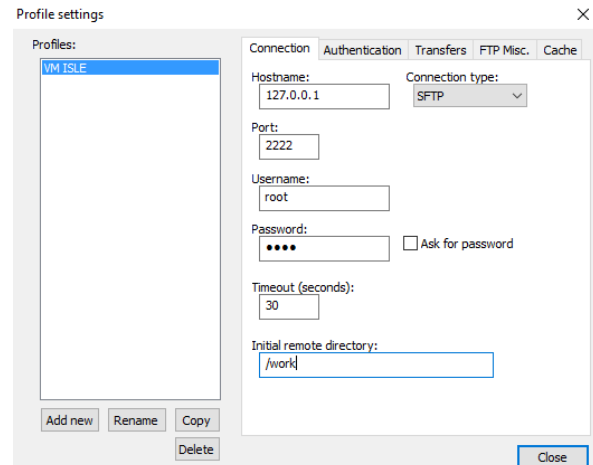 Profile settings
Profiles:
VM ISLE
Add new Rename Copy
Delete
Connection Authentication Transfers FTP Misc. Cache
Hostname: Connection type:
127.0.0.1 SFTP
Port:
2222
Username:
root
Password:
●●●● Ask for password
Timeout (seconds):
30
Initial remote directory:
/work
Close